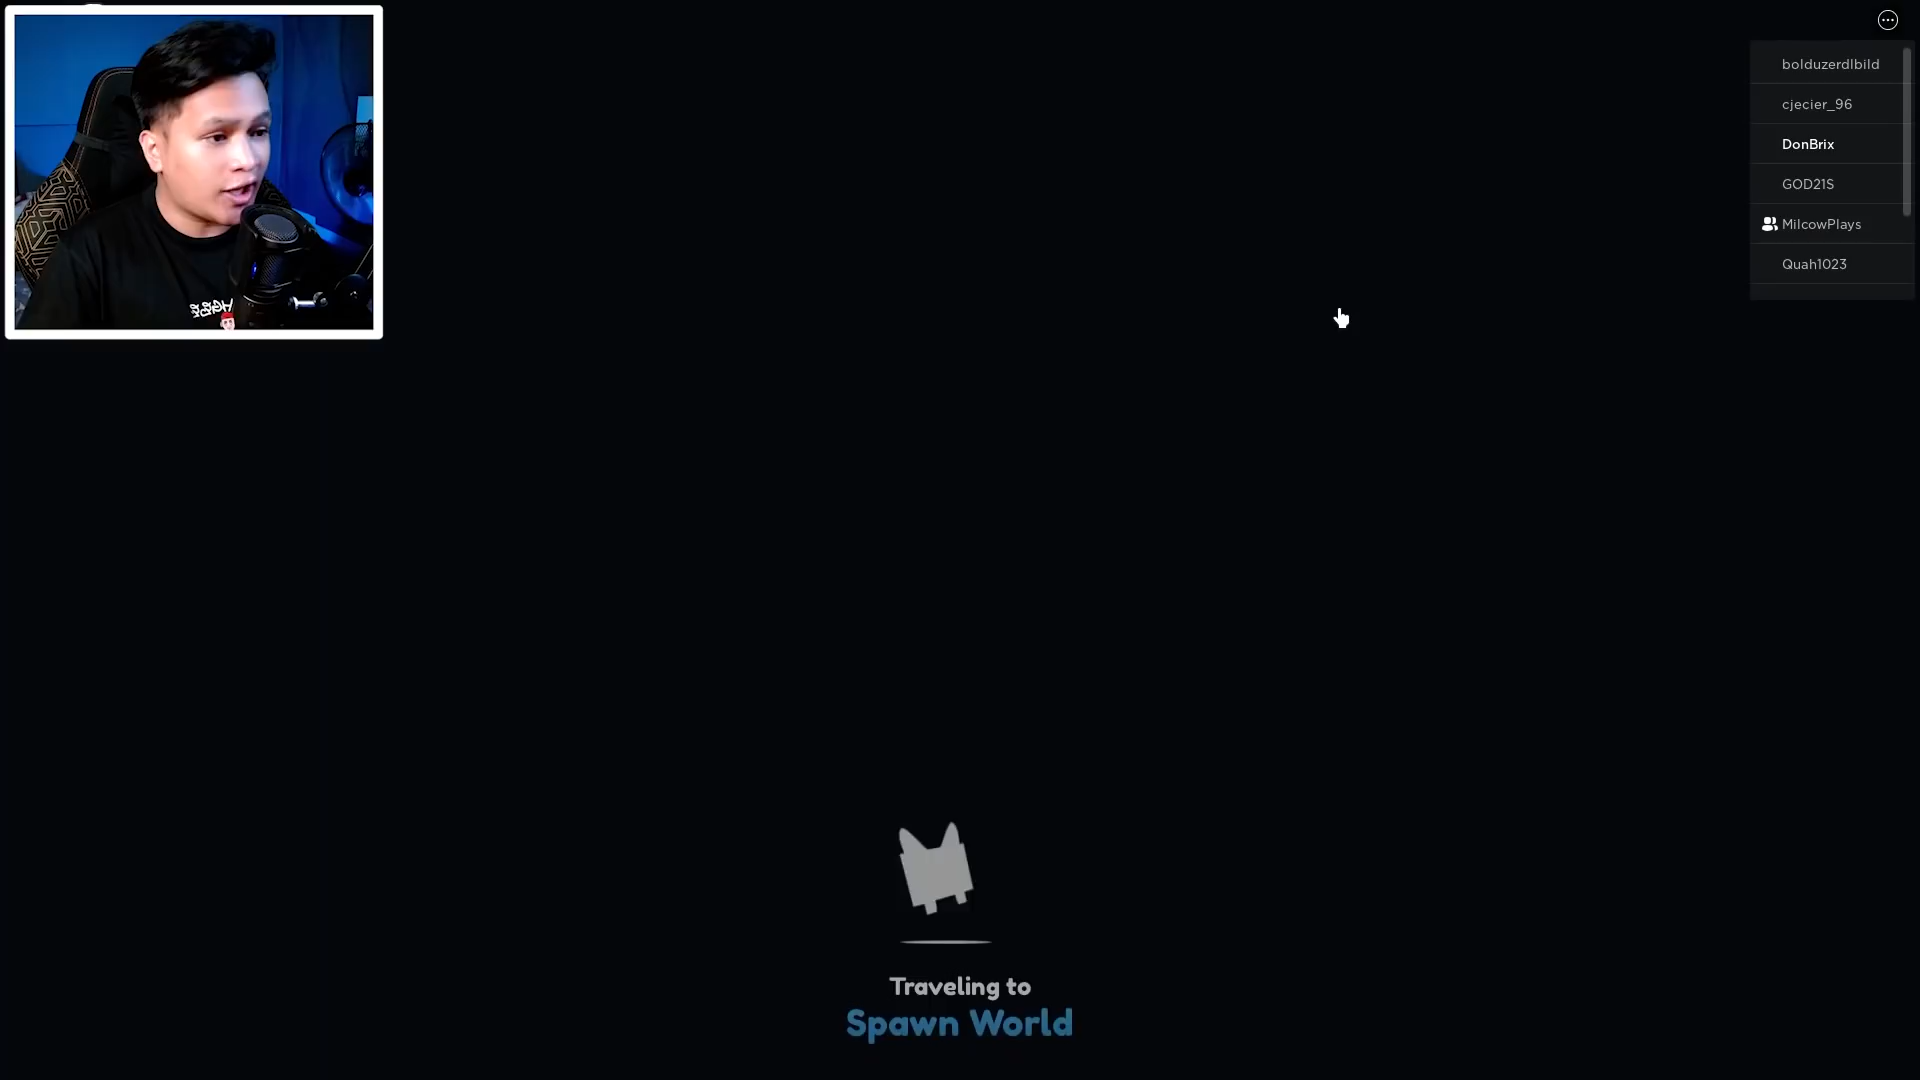 bolduzerdlbild
cjecier_96
DonBrix
GOD21S
MilcowPlays
Quah1023
Traveling to
Spawn World